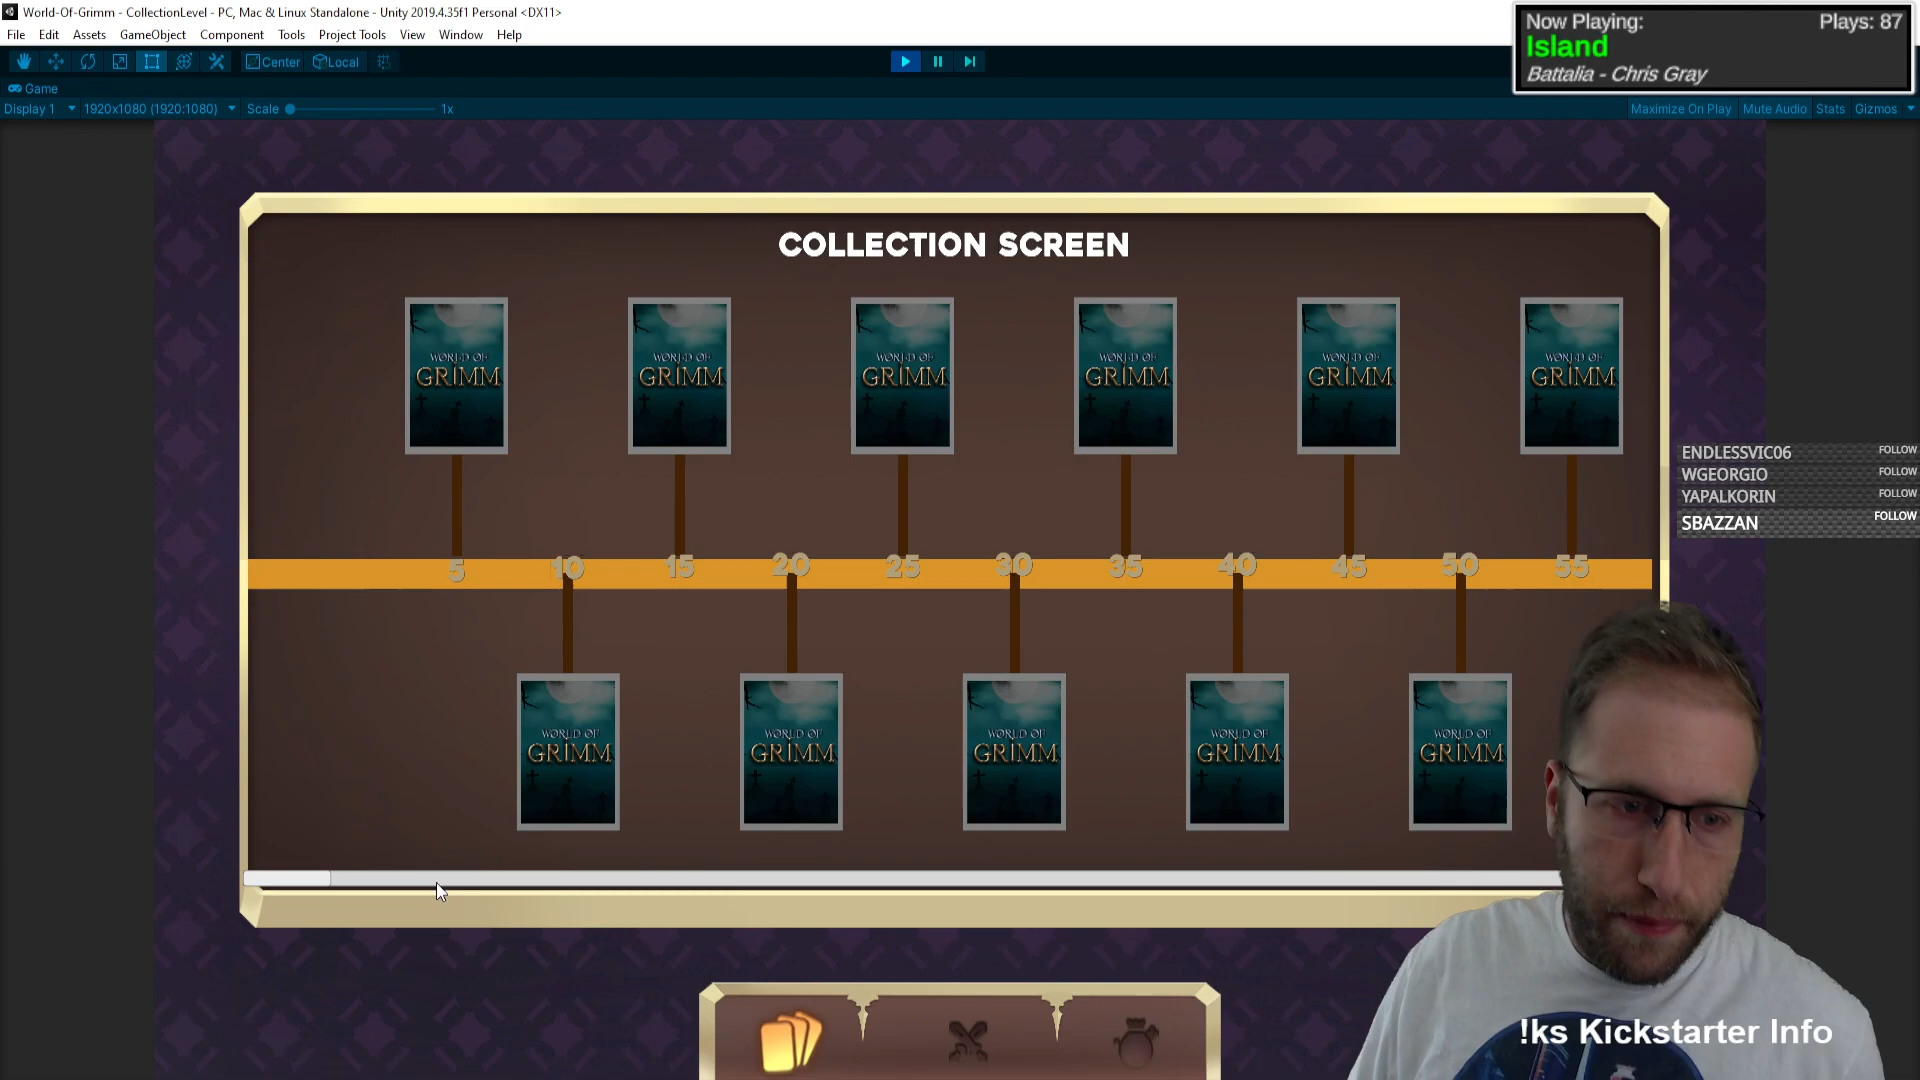 World-Of-Grimm - CollectionLevel - PC, Mac & Linux Standalone - Unity 2019.4.35f1 Personal <DX11>
File Edit Assets GameObject Component Tools Project Tools View Window Help
Center Local
Game
Display 1 1920x1080 (1920:1080) Scale 1x
Maximize On Play Mute Audio Stats Gizmos
Now Playing: Plays: 87
Island
Battalia - Chris Gray
COLLECTION SCREEN
WORLD OF GRIMM
WORLD OF GRIMM
WORLD OF GRIMM
WORLD OF GRIMM
WORLD OF GRIMM
WORLD OF GRIMM
5 10 15 20 25 30 35 40 45 50 55
WORLD OF GRIMM
WORLD OF GRIMM
WORLD OF GRIMM
WORLD OF GRIMM
WORLD OF GRIMM
ENDLESSVIC06 FOLLOW
WGEORGIO FOLLOW
YAPALKORIN FOLLOW
SBAZZAN FOLLOW
!ks Kickstarter Info